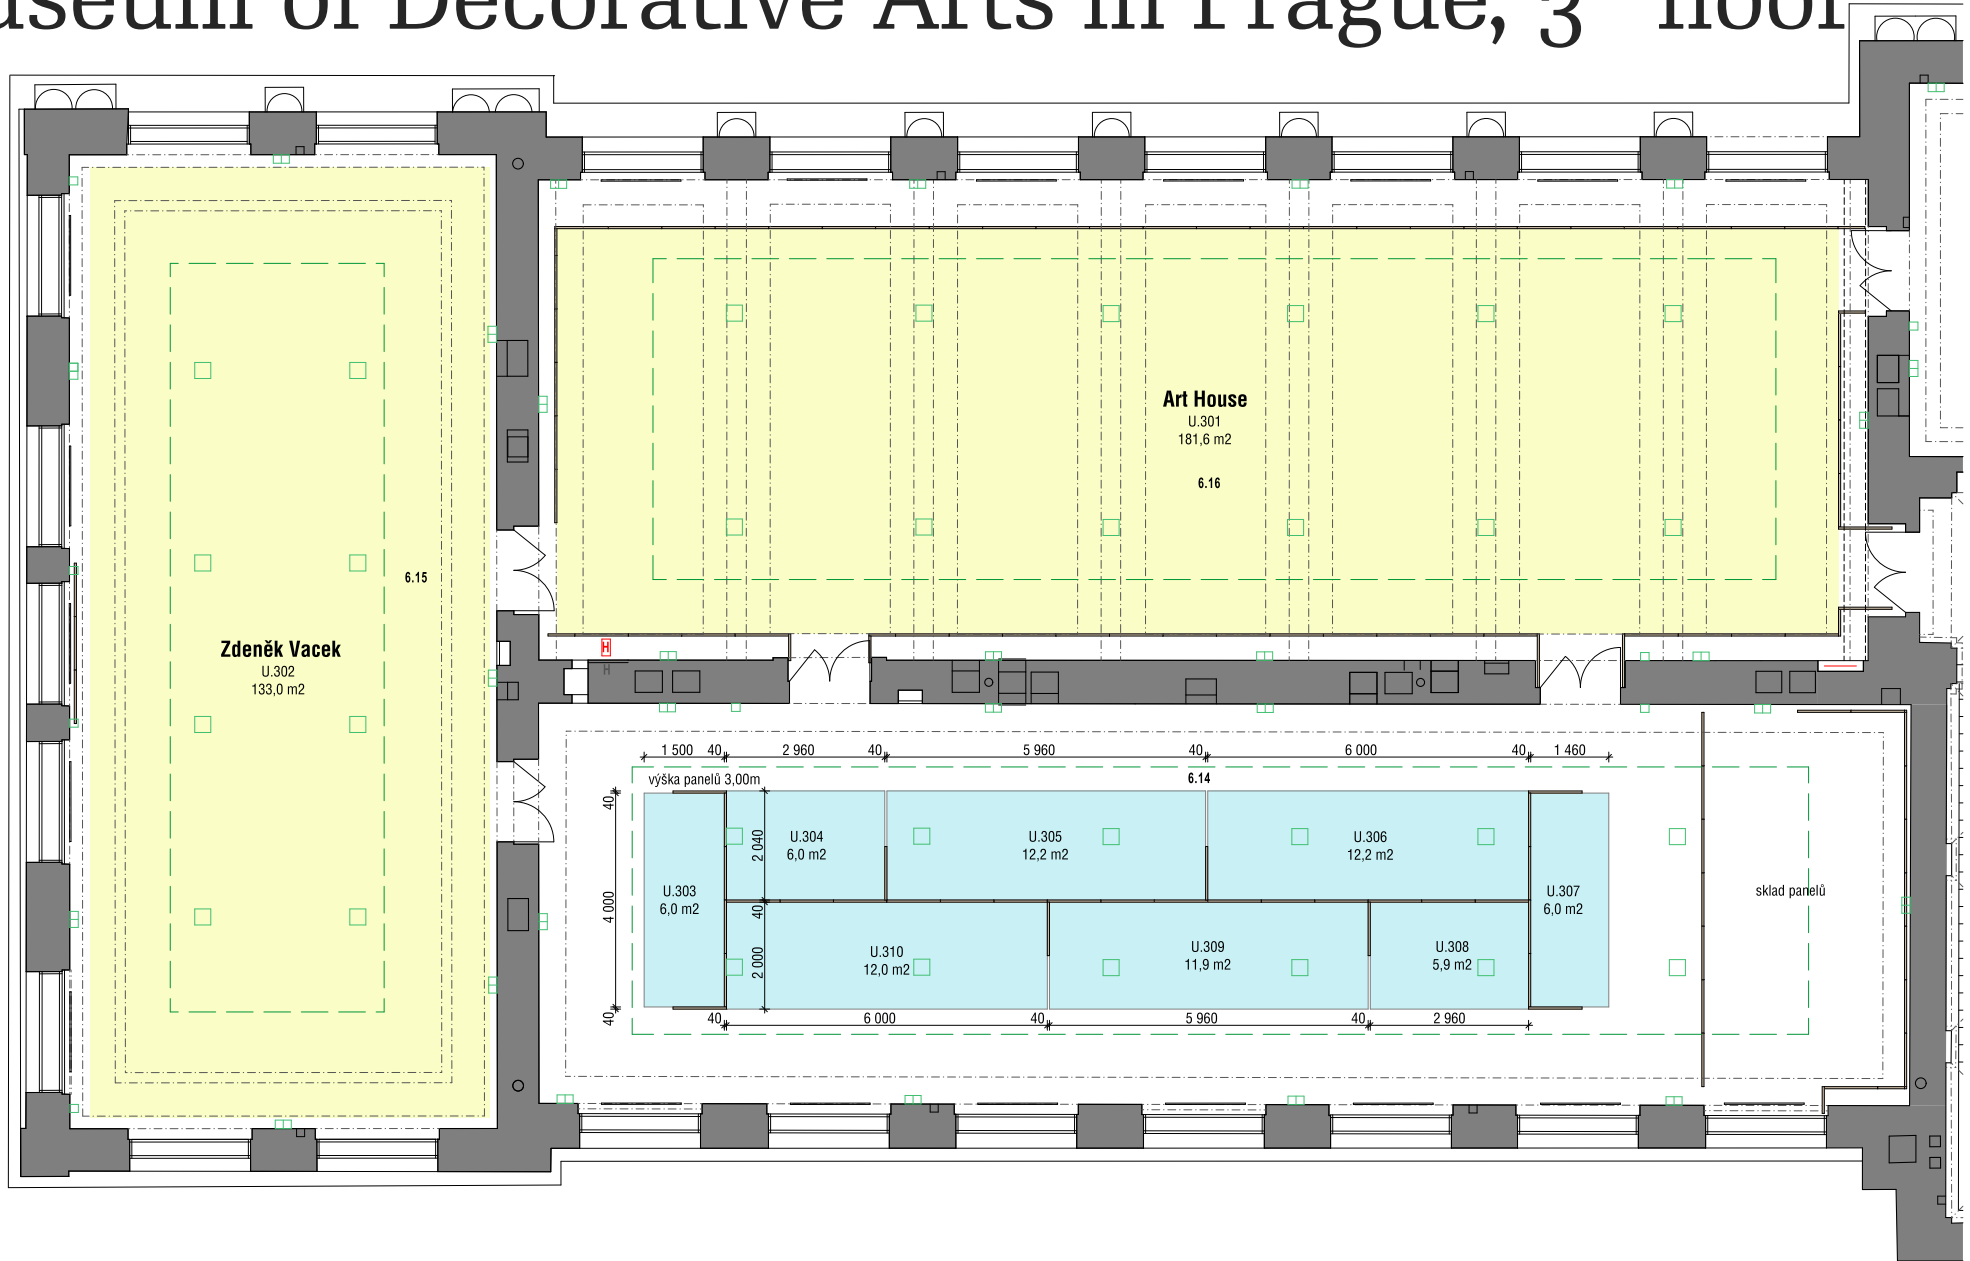 useum of Decorative Arts in Prague, 3 floor
Art House
U.301
181,6 m2
6.16
6.15
Zdeněk Vacek
U.302
133,0 m2
H
H
1 500 40 2 960 40 5 960 40 6 000 40 1 460
výška panelů 3,00m
6.14
40
4 000
40
2 040
40
2 000
U.303
6,0 m2
U.304
6,0 m2
U.305
12,2 m2
U.306
12,2 m2
U.307
6,0 m2
sklad panelů
U.310
12,0 m2
U.309
11,9 m2
U.308
5,9 m2
40 6 000 40 5 960 40 2 960